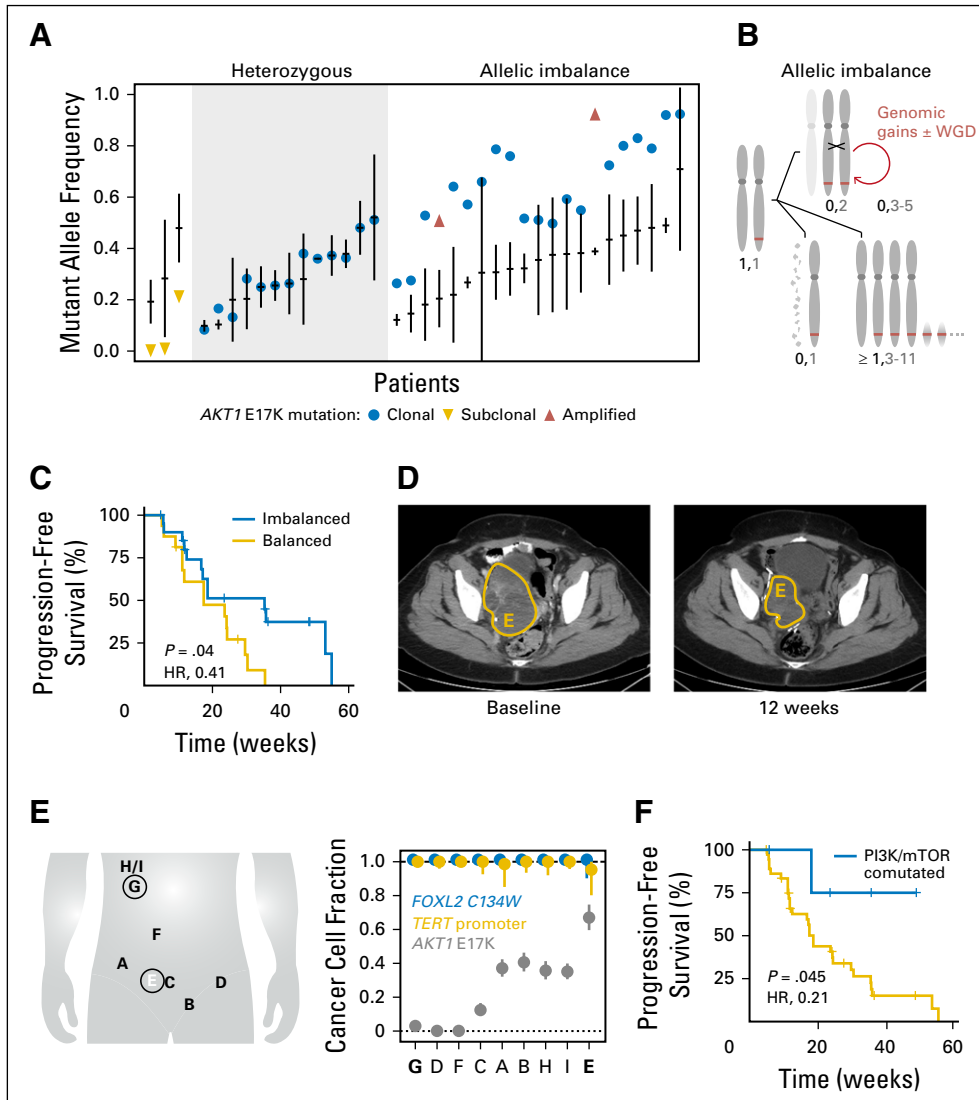 A
Heterozygous
Allelic imbalance
Mutant Allele Frequency
1.0
0.8
0.6
0.4
0.2
0.0
Patients
AKT1 E17K mutation: Clonal Subclonal Amplified
B
Allelic imbalance
Genomic
gains ± WGD
0,2 0,3-5
1,1
0,1
≥ 1,3-11
C
Progression-Free
Survival (%)
100
75
50
25
Imbalanced
Balanced
P = .04
HR, 0.41
0 20 40 60
Time (weeks)
D
E
E
Baseline
12 weeks
E
H/I
G
F
A
E
C
D
B
Cancer Cell Fraction
1.0
0.8
0.6
0.4
0.2
0
FOXL2 C134W
TERT promoter
AKT1 E17K
G D F C A B H I E
F
Progression-Free
Survival (%)
100
75
50
25
PI3K/mTOR
comutated
P = .045
HR, 0.21
0 20 40 60
Time (weeks)